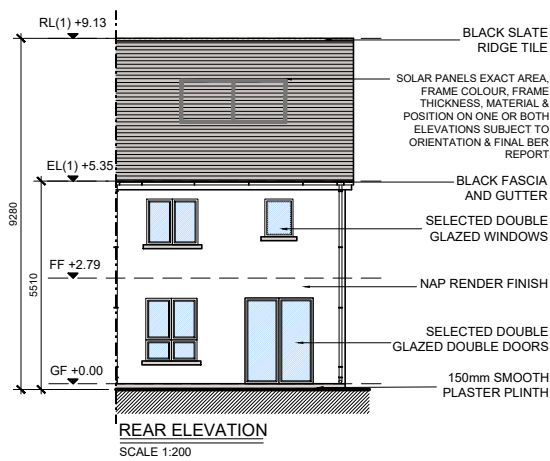 RL(1) +9.13
EL(1) +5.35
FF +2.79
GF +0.00
9280
5510
BLACK SLATE
RIDGE TILE
SOLAR PANELS EXACT AREA,
FRAME COLOUR, FRAME
THICKNESS, MATERIAL &
POSITION ON ONE OR BOTH
ELEVATIONS SUBJECT TO
ORIENTATION & FINAL BER
REPORT
BLACK FASCIA
AND GUTTER
SELECTED DOUBLE
GLAZED WINDOWS
NAP RENDER FINISH
SELECTED DOUBLE
GLAZED DOUBLE DOORS
150mm SMOOTH
PLASTER PLINTH
REAR ELEVATION
SCALE 1:200